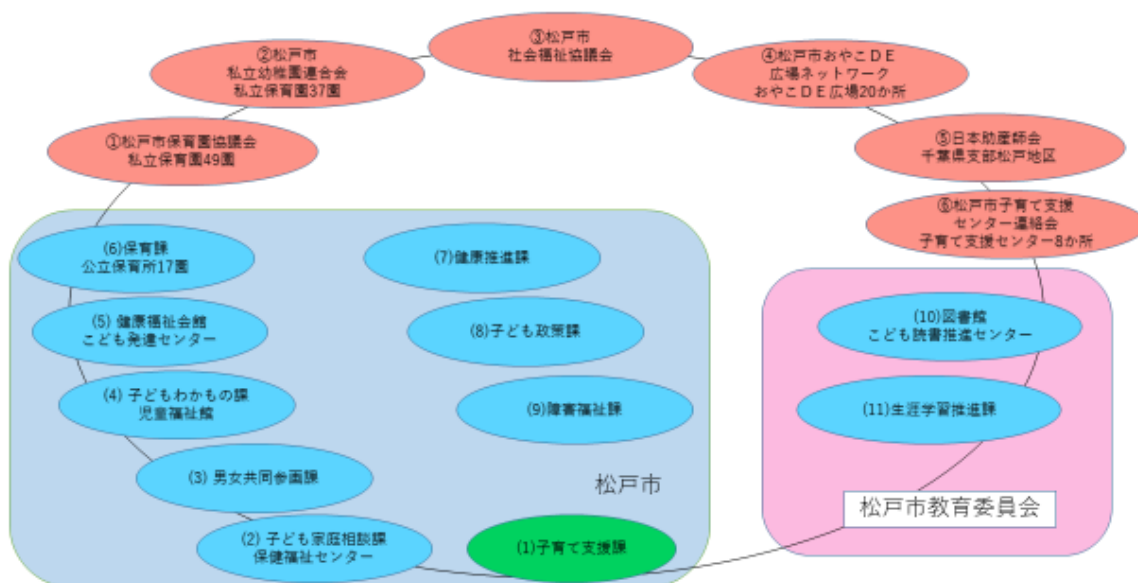 ③松戸市
社会福祉協議会
②松戸市
私立幼稚園連合会
私立保育園37園
④松戸市おやこＤＥ
広場ネットワーク
おやこＤＥ広場20か所
①松戸市保育園協議会
私立保育園49園
⑤日本助産師会
千葉県支部松戸地区
⑥松戸市子育て支援
センター連絡会
子育て支援センター8か所
(6)保育課
公立保育所17園
(7)健康推進課
(5) 健康福祉会館
こども発達センター
(8)子ども政策課
(4) 子どもわかもの課
児童福祉館
(9)障害福祉課
(3) 男女共同参画課
松戸市
(2) 子ども家庭相談課
保健福祉センター
(1)子育て支援課
(10)図書館
こども読書推進センター
(11)生涯学習推進課
松戸市教育委員会